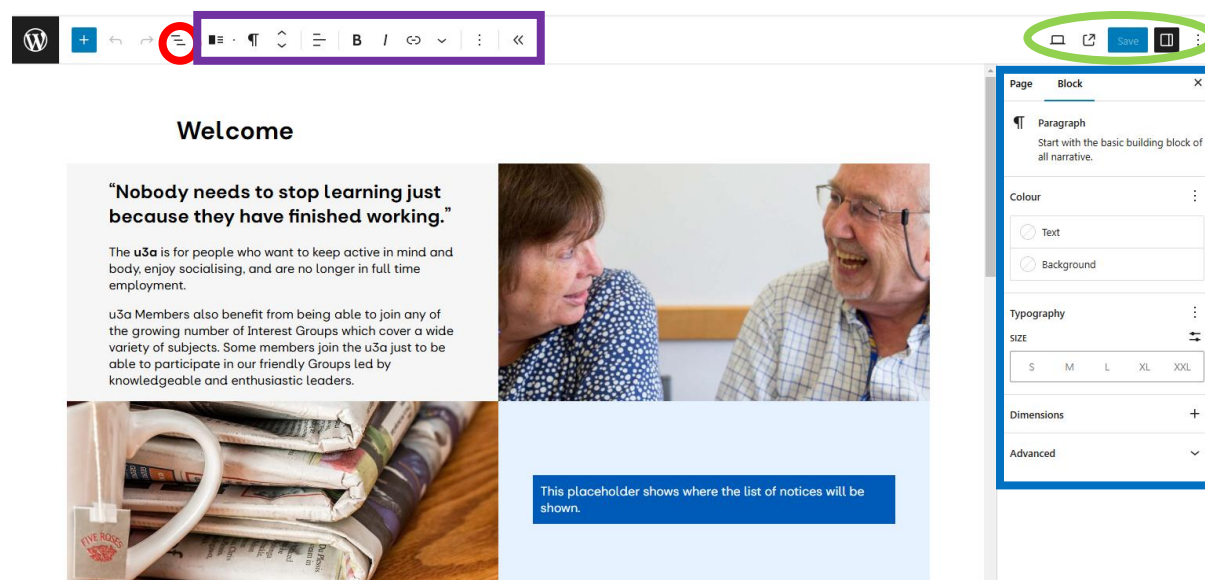 B I
Save
Page Block
Paragraph
Start with the basic building block of
all narrative.
Colour
Text
Background
Typography
SIZE
S M L XL XXL
Dimensions
Advanced
Welcome
“Nobody needs to stop learning just
because they have finished working.”
The u3a is for people who want to keep active in mind and
body, enjoy socialising, and are no longer in full time
employment.
u3a Members also benefit from being able to join any of
the growing number of Interest Groups which cover a wide
variety of subjects. Some members join the u3a just to be
able to participate in our friendly Groups led by
knowledgeable and enthusiastic leaders.
FIVE ROSES
This placeholder shows where the list of notices will be
shown.